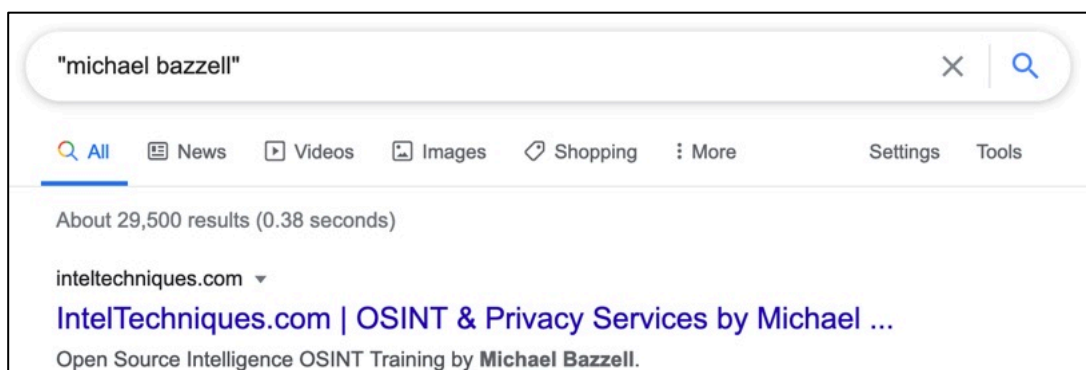 "michael bazzell"
All News Videos Images Shopping More Settings Tools
About 29,500 results (0.38 seconds)
inteltechniques.com
IntelTechniques.com | OSINT & Privacy Services by Michael ...
Open Source Intelligence OSINT Training by Michael Bazzell.